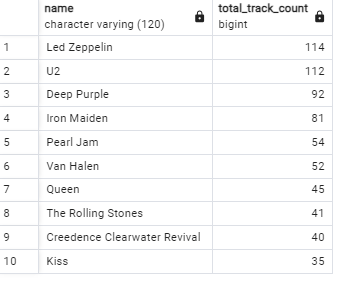 name total_track_count
character varying (120) bigint
1 Led Zeppelin 114
2 U2 112
3 Deep Purple 92
4 Iron Maiden 81
5 Pearl Jam 54
6 Van Halen 52
7 Queen 45
8 The Rolling Stones 41
9 Creedence Clearwater Revival 40
10 Kiss 35